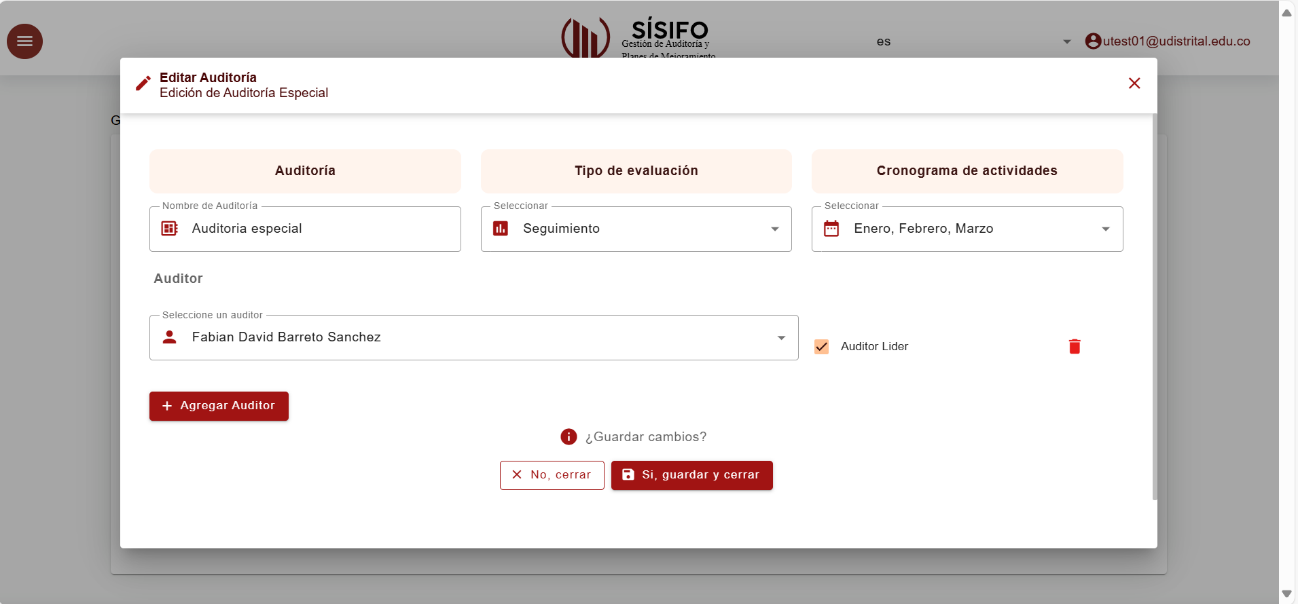 SÍSIFO
Gestión de Auditoría y
Planes de Mejoramiento
es
utest01@udistrital.edu.co
Editar Auditoría
Edición de Auditoría Especial
G
Auditoría
Tipo de evaluación
Cronograma de actividades
Nombre de Auditoría
Seleccionar
Seleccionar
Auditoria especial
Seguimiento
Enero, Febrero, Marzo
Auditor
Seleccione un auditor
Fabian David Barreto Sanchez
Auditor Lider
Agregar Auditor
¿Guardar cambios?
No, cerrar
Si, guardar y cerrar